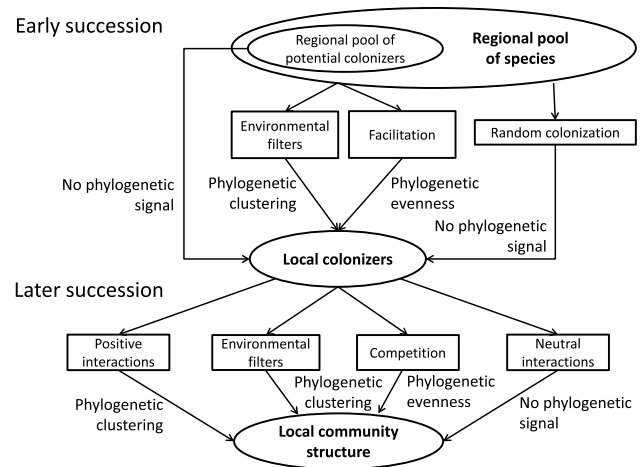 Early succession
Regional pool of
potential colonizers
Regional pool
of species
Environmental
filters
Facilitation
Random colonization
No phylogenetic
signal
Phylogenetic
clustering
Phylogenetic
evenness
No phylogenetic
signal
Local colonizers
Later succession
Positive
interactions
Environmental
filters
Competition
Neutral
interactions
Phylogenetic
clustering
Phylogenetic
clustering
Phylogenetic
evenness
No phylogenetic
signal
Local community
structure